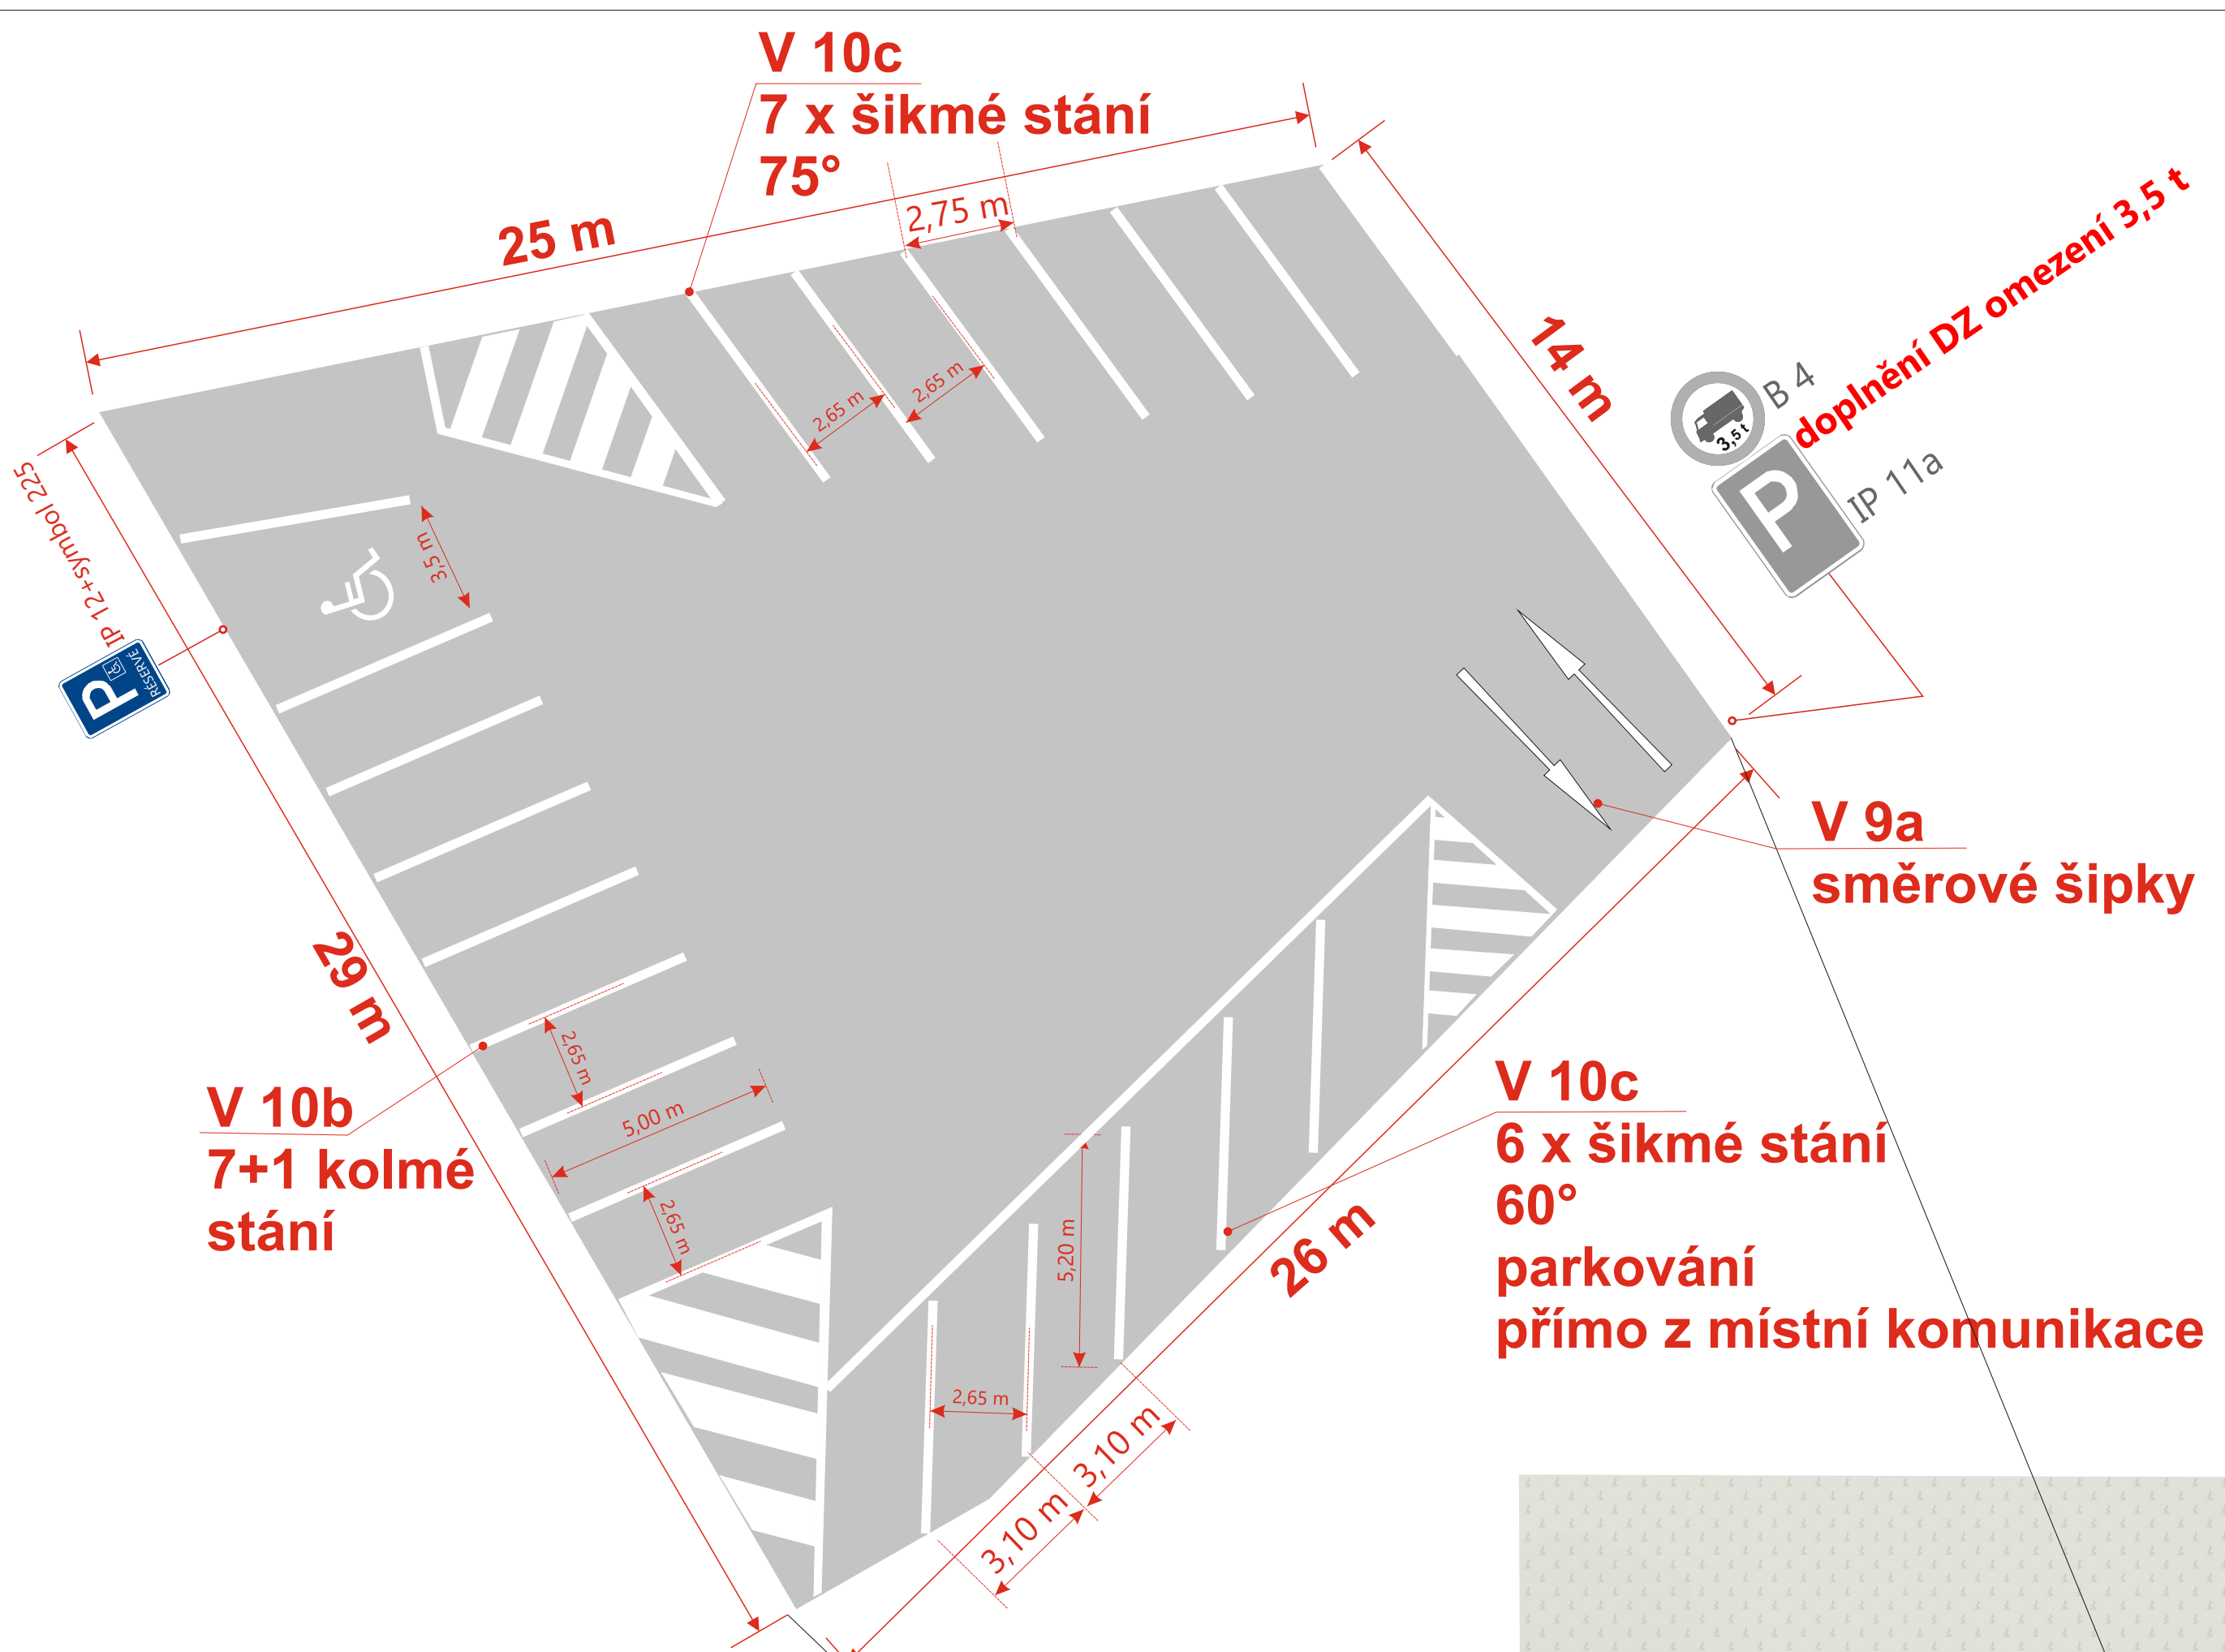 V 10c
7 x šikmé stání
75°
25 m
2,75 m
2,65 m
2,65 m
14 m
doplnění DZ omezení 3,5 t
B 4
3,5 t
P
IP 11a
IP 12+symbol 225
P
RÉSERVÉ
3,5 m
V 9a
směrové šipky
29 m
2,65 m
5,00 m
2,65 m
V 10b
7+1 kolmé
stání
V 10c
6 x šikmé stání
60°
parkování
přímo z místní komunikace
26 m
5,20 m
2,65 m
3,10 m
3,10 m